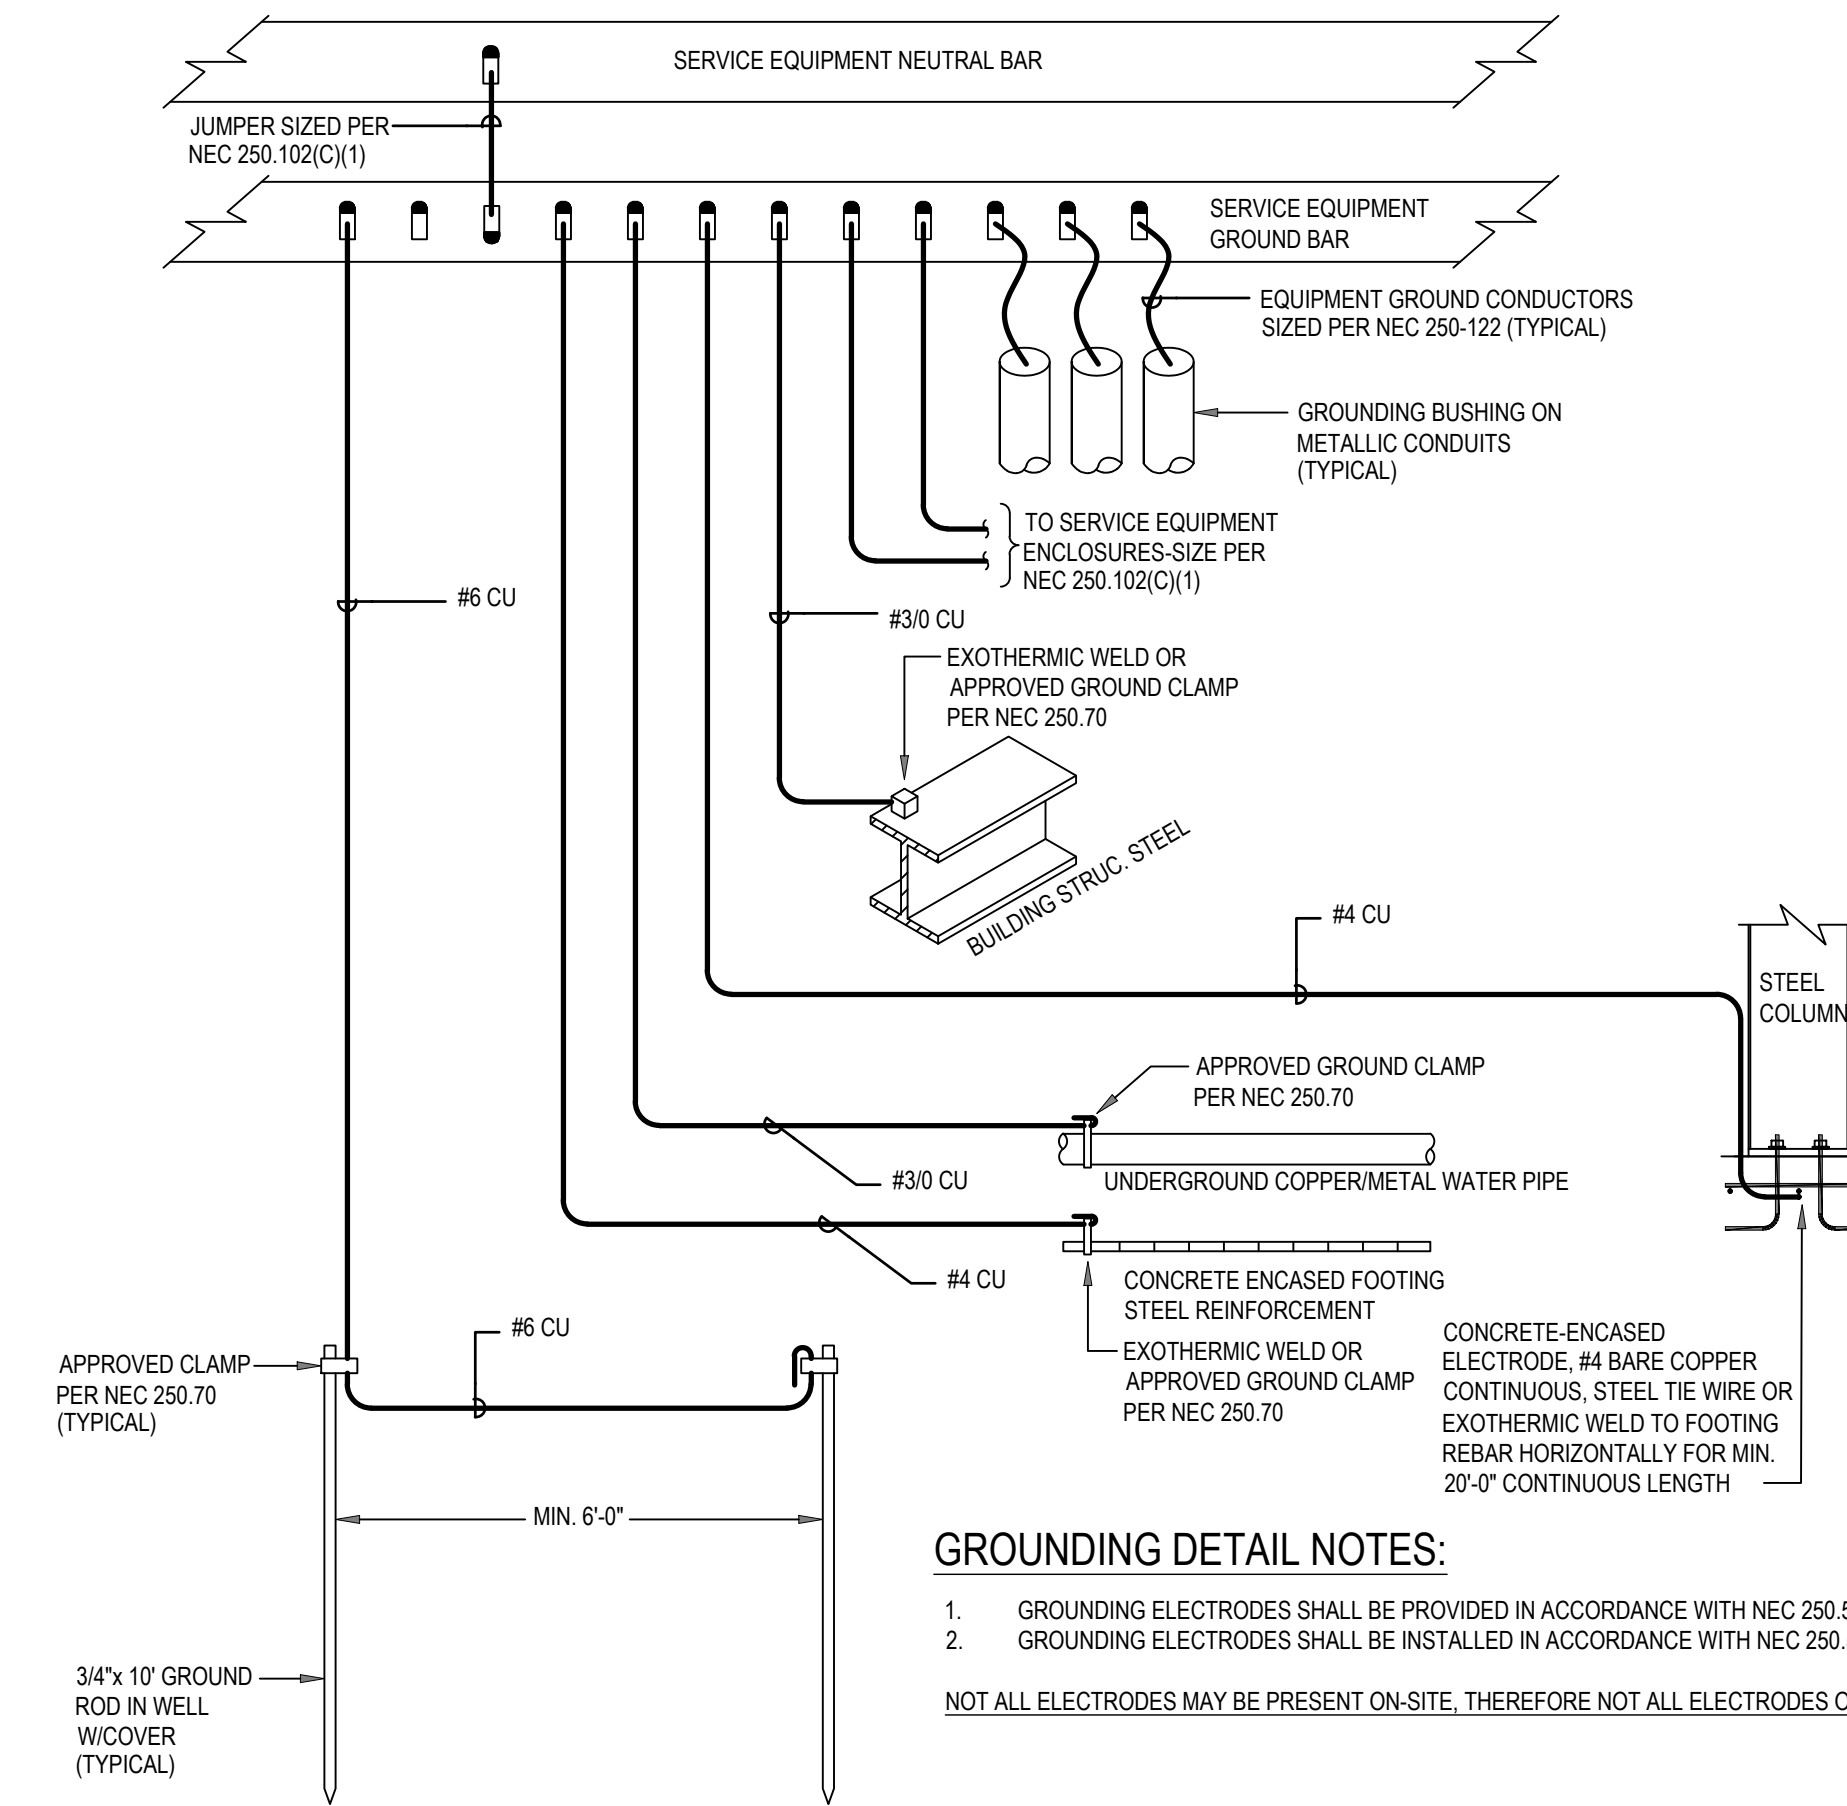 SERVICE EQUIPMENT NEUTRAL BAR
JUMPER SIZED PER
NEC 250.102(C)(1)
SERVICE EQUIPMENT
GROUND BAR
EQUIPMENT GROUND CONDUCTORS
SIZED PER NEC 250-122 (TYPICAL)
GROUNDING BUSHING ON
METALLIC CONDUITS
(TYPICAL)
TO SERVICE EQUIPMENT
ENCLOSURES-SIZE PER
NEC 250.102(C)(1)
#6 CU
#3/0 CU
EXOTHERMIC WELD OR
APPROVED GROUND CLAMP
PER NEC 250.70
BUILDING STRUC. STEEL
#4 CU
STEEL
COLUMN
APPROVED GROUND CLAMP
PER NEC 250.70
#3/0 CU
UNDERGROUND COPPER/METAL WATER PIPE
#4 CU
CONCRETE ENCASED FOOTING
STEEL REINFORCEMENT
EXOTHERMIC WELD OR
APPROVED GROUND CLAMP
PER NEC 250.70
CONCRETE-ENCASED
ELECTRODE, #4 BARE COPPER
CONTINUOUS, STEEL TIE WIRE OR
EXOTHERMIC WELD TO FOOTING
REBAR HORIZONTALLY FOR MIN.
20'-0" CONTINUOUS LENGTH
#6 CU
APPROVED CLAMP
PER NEC 250.70
(TYPICAL)
MIN. 6'-0"
3/4"x 10' GROUND
ROD IN WELL
W/COVER
(TYPICAL)
GROUNDING DETAIL NOTES:
1. GROUNDING ELECTRODES SHALL BE PROVIDED IN ACCORDANCE WITH NEC 250.5
2. GROUNDING ELECTRODES SHALL BE INSTALLED IN ACCORDANCE WITH NEC 250.
NOT ALL ELECTRODES MAY BE PRESENT ON-SITE, THEREFORE NOT ALL ELECTRODES